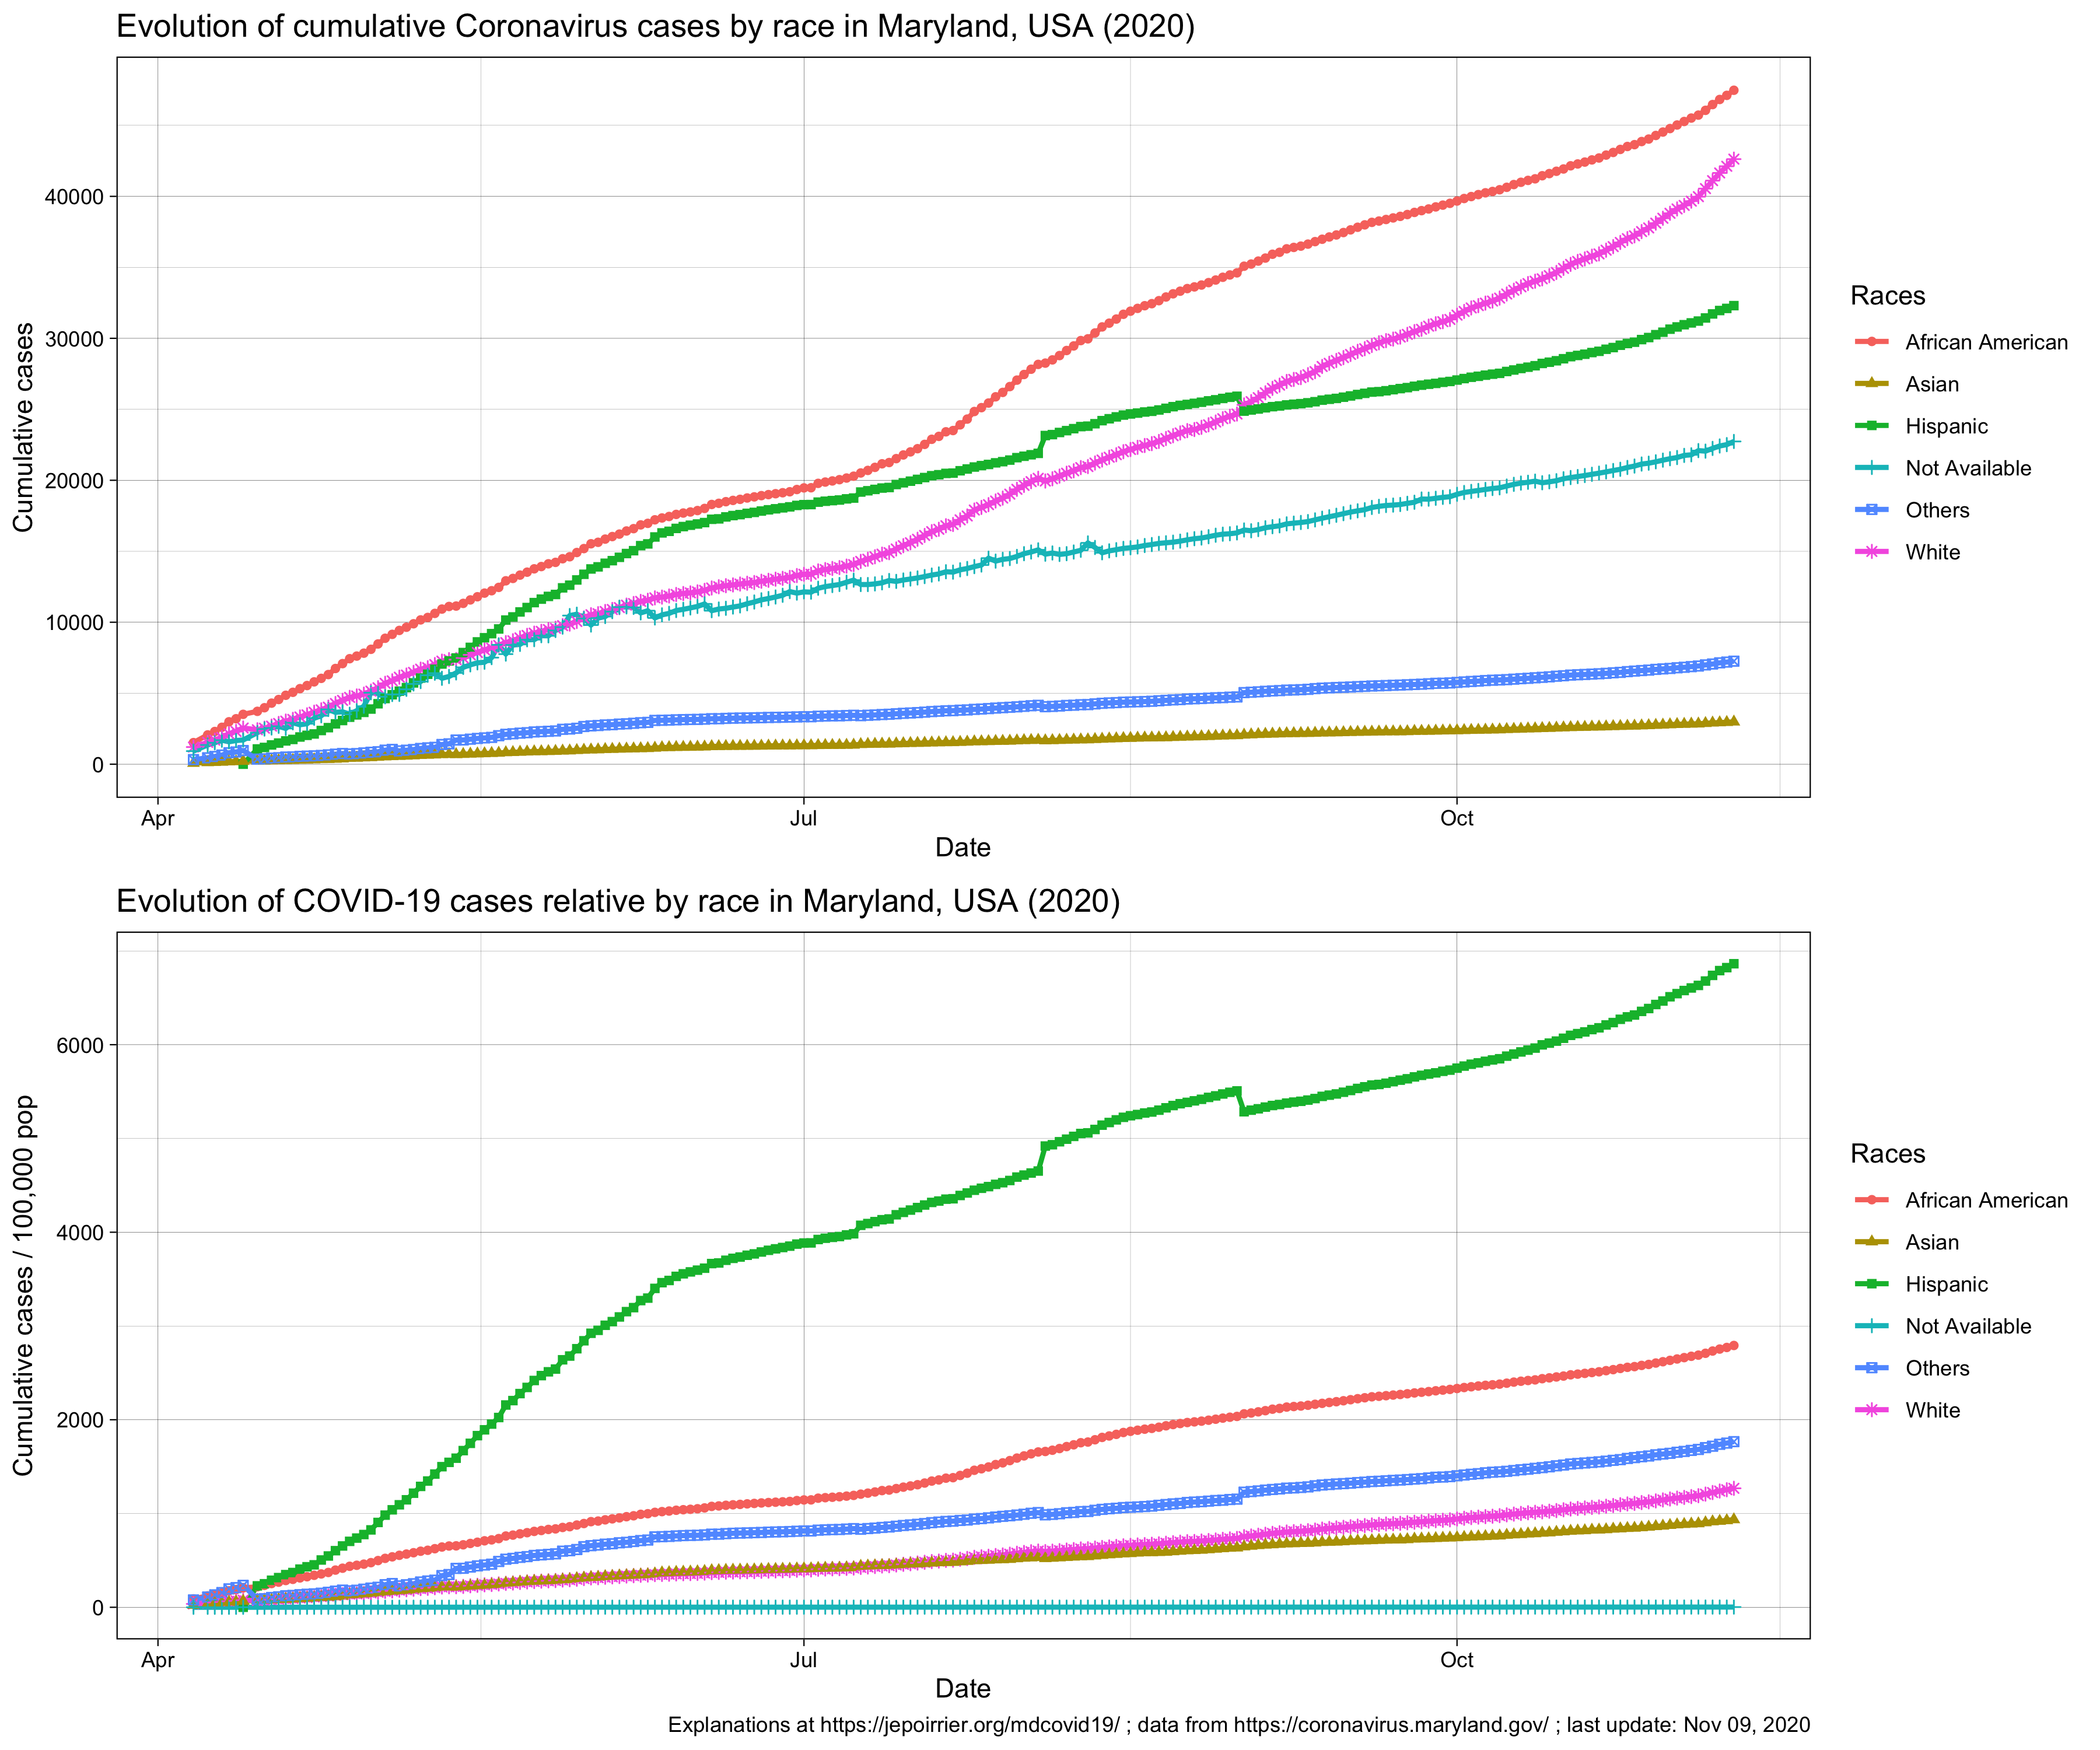 Evolution of cumulative Coronavirus cases by race in Maryland, USA (2020)
Cumulative cases
40000
30000
20000
10000
0
Apr
Jul
Oct
Date
Races
African American
Asian
Hispanic
Not Available
Others
White
Evolution of COVID-19 cases relative by race in Maryland, USA (2020)
Cumulative cases / 100,000 pop
6000
4000
2000
0
Apr
Jul
Oct
Date
Races
African American
Asian
Hispanic
Not Available
Others
White
Explanations at https://jepoirrier.org/mdcovid19/ ; data from https://coronavirus.maryland.gov/ ; last update: Nov 09, 2020